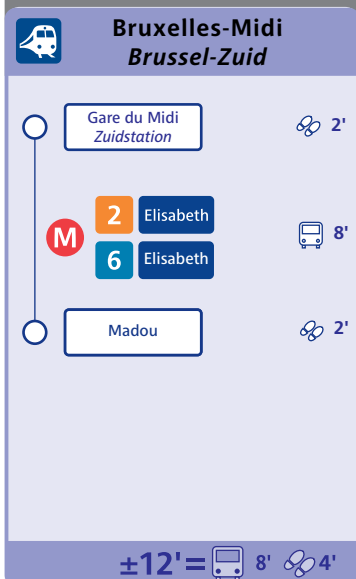 Bruxelles-Midi
Brussel-Zuid
Gare du Midi
Zuidstation
2'
M
2 Elisabeth
6 Elisabeth
8'
Madou
2'
±12'= 8' 4'